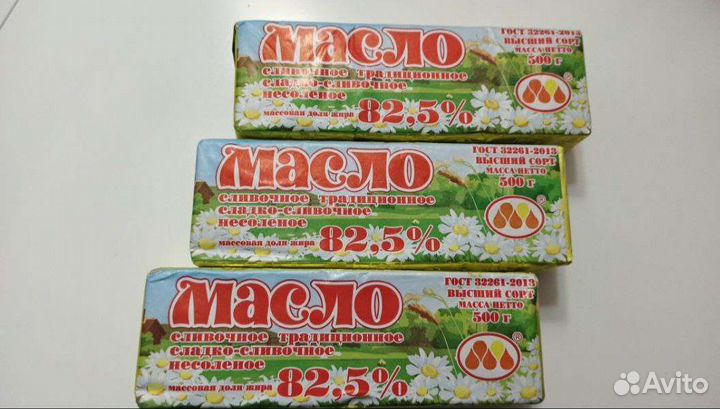 Масло
сливочное традиционное
сладко-сливочное
несоленое
массовая доля жира 82,5%
ГОСТ 32261-2013
ВЫСШИЙ СОРТ
МАССА НЕТТО
500 г
®
Масло
сливочное традиционное
сладко-сливочное
несоленое
массовая доля жира 82,5%
ГОСТ 32261-2013
ВЫСШИЙ СОРТ
МАССА НЕТТО
500 г
®
Масло
сливочное традиционное
сладко-сливочное
несоленое
массовая доля жира 82,5%
ГОСТ 32261-2013
ВЫСШИЙ СОРТ
МАССА НЕТТО
500 г
®
Avito